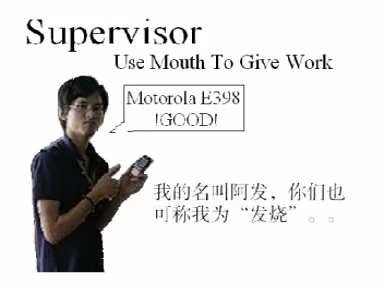 Supervisor
Use Mouth To Give Work
Motorola E398
!GOOD!
我的名叫阿发，你们也
可称我为“发烧”。。